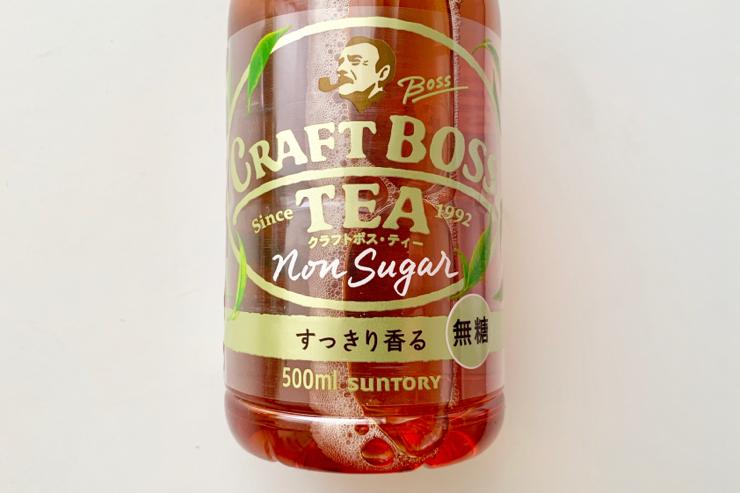 Boss
CRAFT BOSS
Since TEA 1992
クラフトボス・ティー
Non Sugar
すっきり香る
無糖
500ml SUNTORY